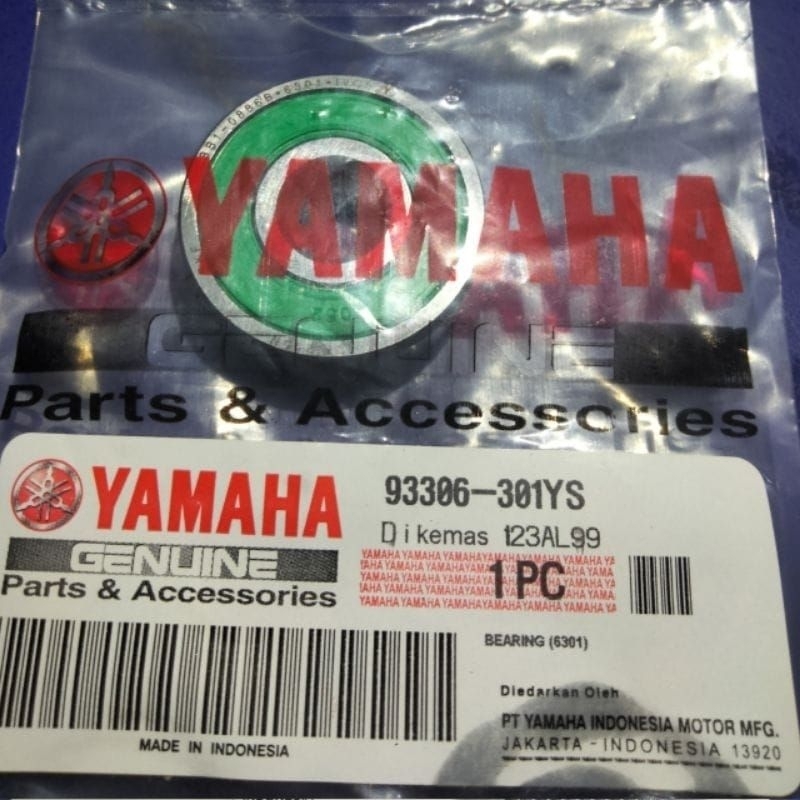 YAMAHA
GENUINE
Parts & Accessories
YAMAHA
GENUINE
Parts & Accessories
93306-301YS
Dikemas 123AL99
1 PC
BEARING (6301)
Diedarkan Oleh
PT YAMAHA INDONESIA MOTOR MFG.
JAKARTA - INDONESIA 13920
MADE IN INDONESIA